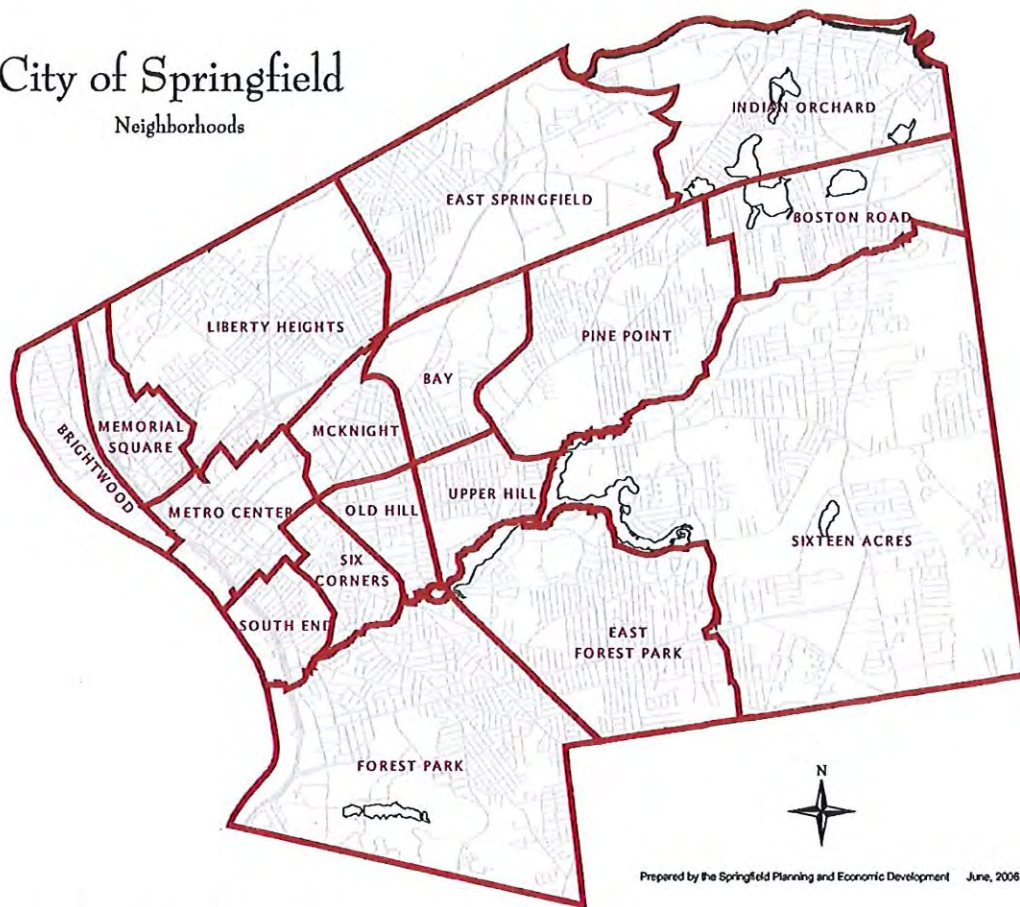 City of Springfield
Neighborhoods
INDIAN ORCHARD
EAST SPRINGFIELD
BOSTON ROAD
LIBERTY HEIGHTS
PINE POINT
BAY
MEMORIAL
SQUARE
MCKNIGHT
BRIGHTWOOD
METRO CENTER
OLD HILL
UPPER HILL
SIXTEEN ACRES
SIX
CORNERS
SOUTH END
EAST
FOREST PARK
FOREST PARK
N
Prepared by the Springfield Planning and Economic Development June, 2006